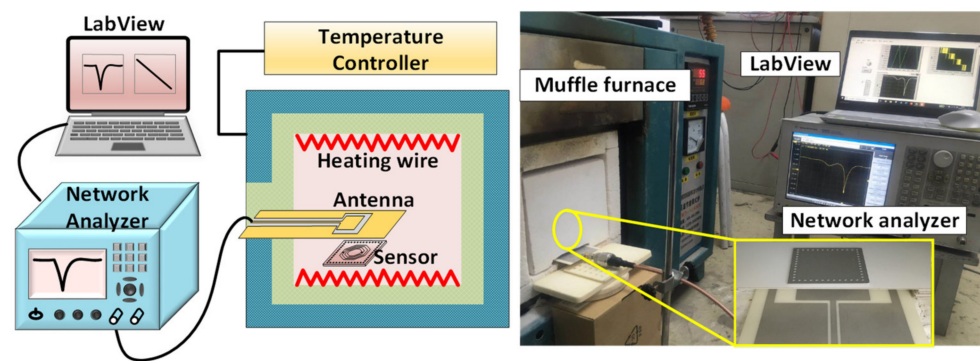 LabView
Temperature
Controller
Heating wire
Antenna
Sensor
Network
Analyzer
Muffle furnace
LabView
Network analyzer